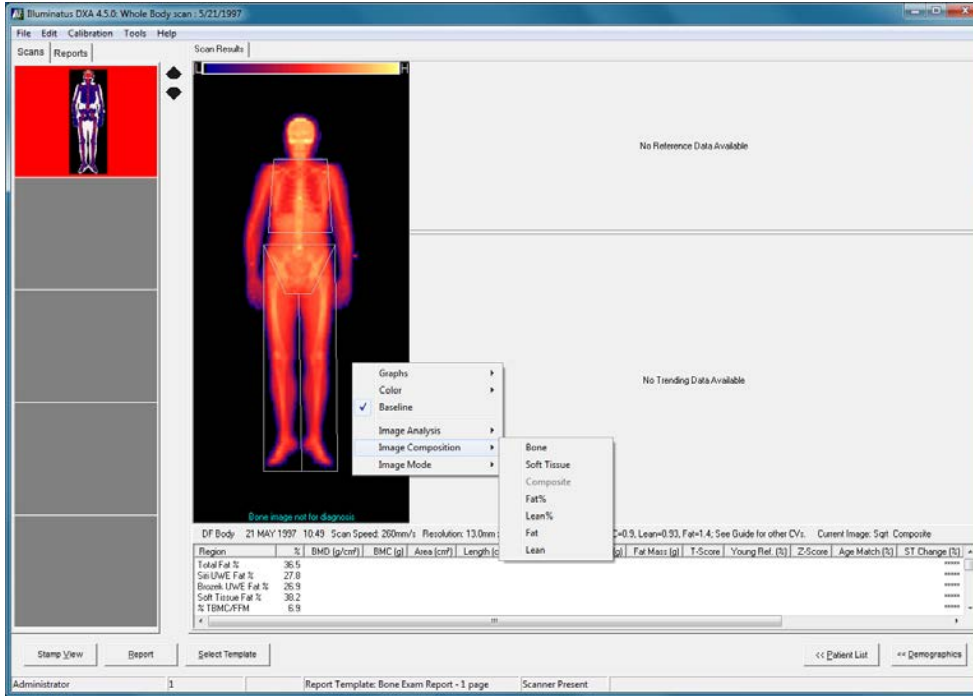 Illuminatus DXA 4.5.0: Whole Body scan : 5/21/1997
File Edit Calibration Tools Help
Scans Reports
Scan Results
L H
No Reference Data Available
Graphs
Color
Baseline
Image Analysis
Image Composition
Image Mode
Bone
Soft Tissue
Composite
Fat%
Lean%
Fat
Lean
No Trending Data Available
Bone image not for diagnosis
DF Body 21 MAY 1997 10:49 Scan Speed: 260mm/s Resolution: 13.0mm =0.9, Lean=0.93, Fat=1.4; See Guide for other CVs. Current Image: Sqrt Composite
Region % BMD (g/cm²) BMC (g) Area (cm²) Length Fat Mass (g) T-Score Young Ref. (%) Z-Score Age Match (%) ST Change (%)
Total Fat % 36.5 *****
Siri UWE Fat % 27.8 *****
Brozek UWE Fat % 26.9 *****
Soft Tissue Fat % 38.2 *****
% TBMC/FFM 6.9 *****
Stamp View Report Select Template << Patient List << Demographics
Administrator 1 Report Template: Bone Exam Report - 1 page Scanner Present